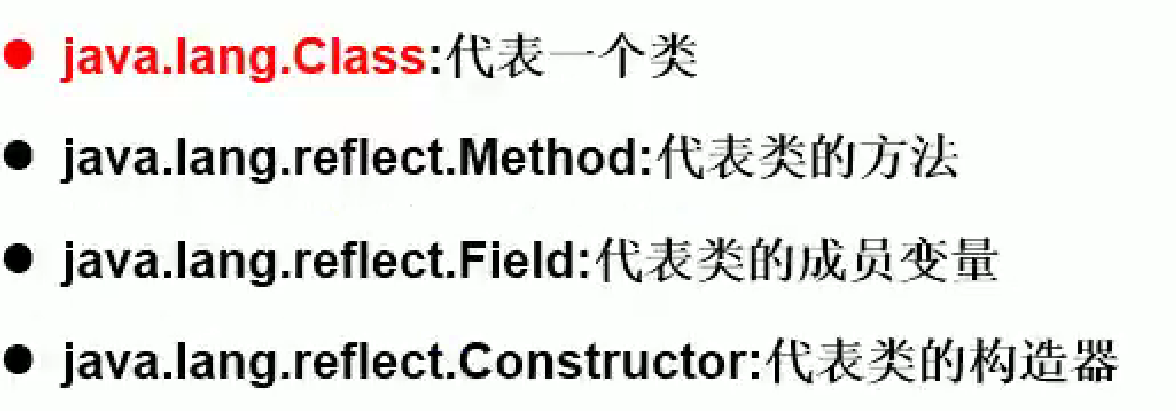 java.lang.Class:代表一个类
java.lang.reflect.Method:代表类的方法
java.lang.reflect.Field:代表类的成员变量
java.lang.reflect.Constructor:代表类的构造器